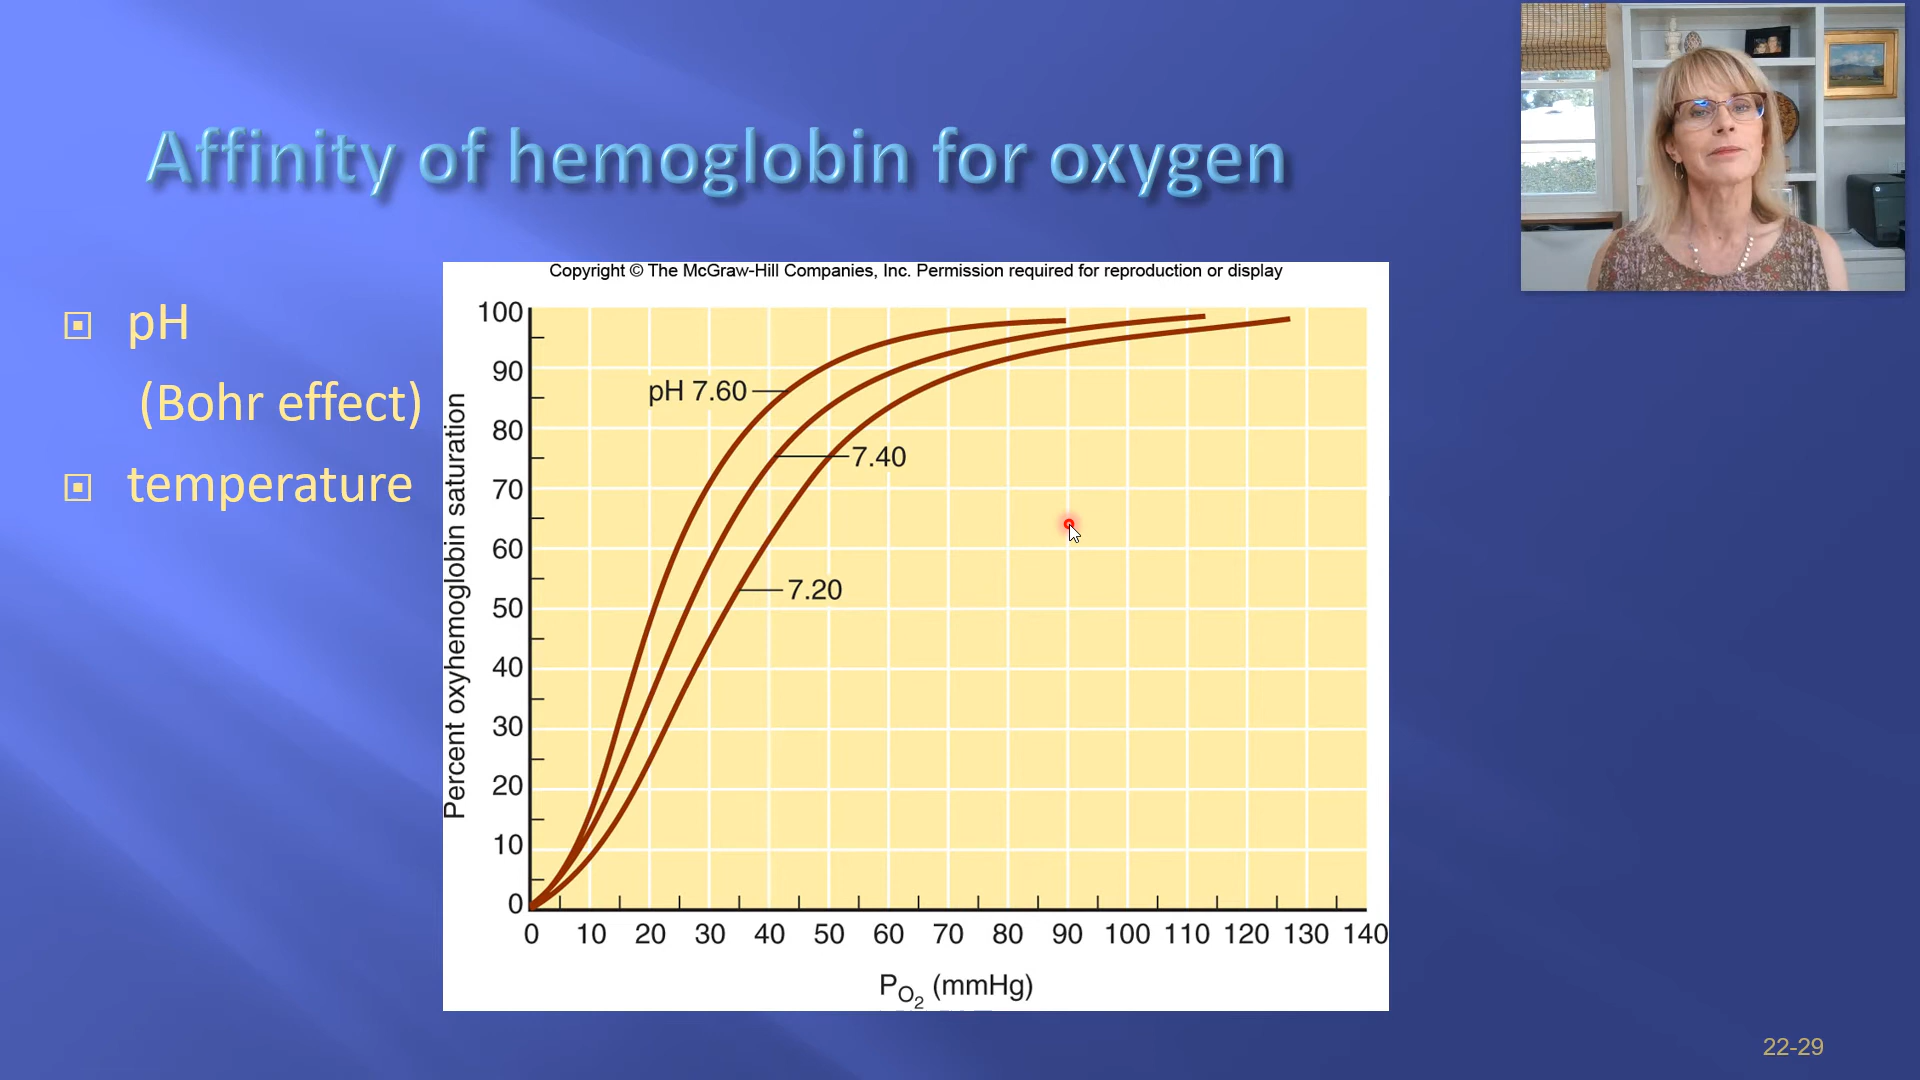 Affinity of hemoglobin for oxygen
pH
(Bohr effect)
temperature
Copyright © The McGraw-Hill Companies, Inc. Permission required for reproduction or display
Percent oxyhemoglobin saturation
100
90
80
70
60
50
40
30
20
10
0
pH 7.60
7.40
7.20
0 10 20 30 40 50 60 70 80 90 100 110 120 130 140
PO2 (mmHg)
22-29